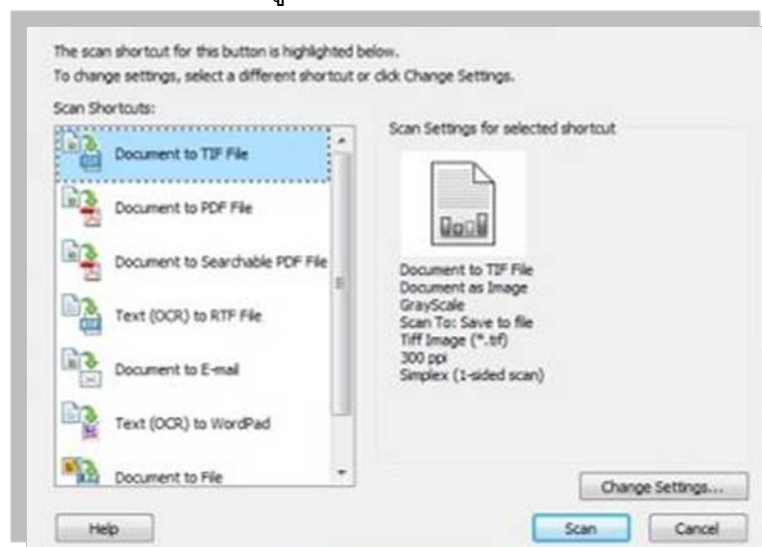 The scan shortcut for this button is highlighted below.
To change settings, select a different shortcut or click Change Settings.
Scan Shortcuts:
Document to TIF File
Document to PDF File
Document to Searchable PDF File
Text (OCR) to RTF File
Document to E-mail
Text (OCR) to WordPad
Document to File
Scan Settings for selected shortcut
Document to TIF File
Document as Image
GrayScale
Scan To: Save to file
Tiff Image (*.tif)
300 ppi
Simplex (1-sided scan)
Change Settings...
Help
Scan
Cancel